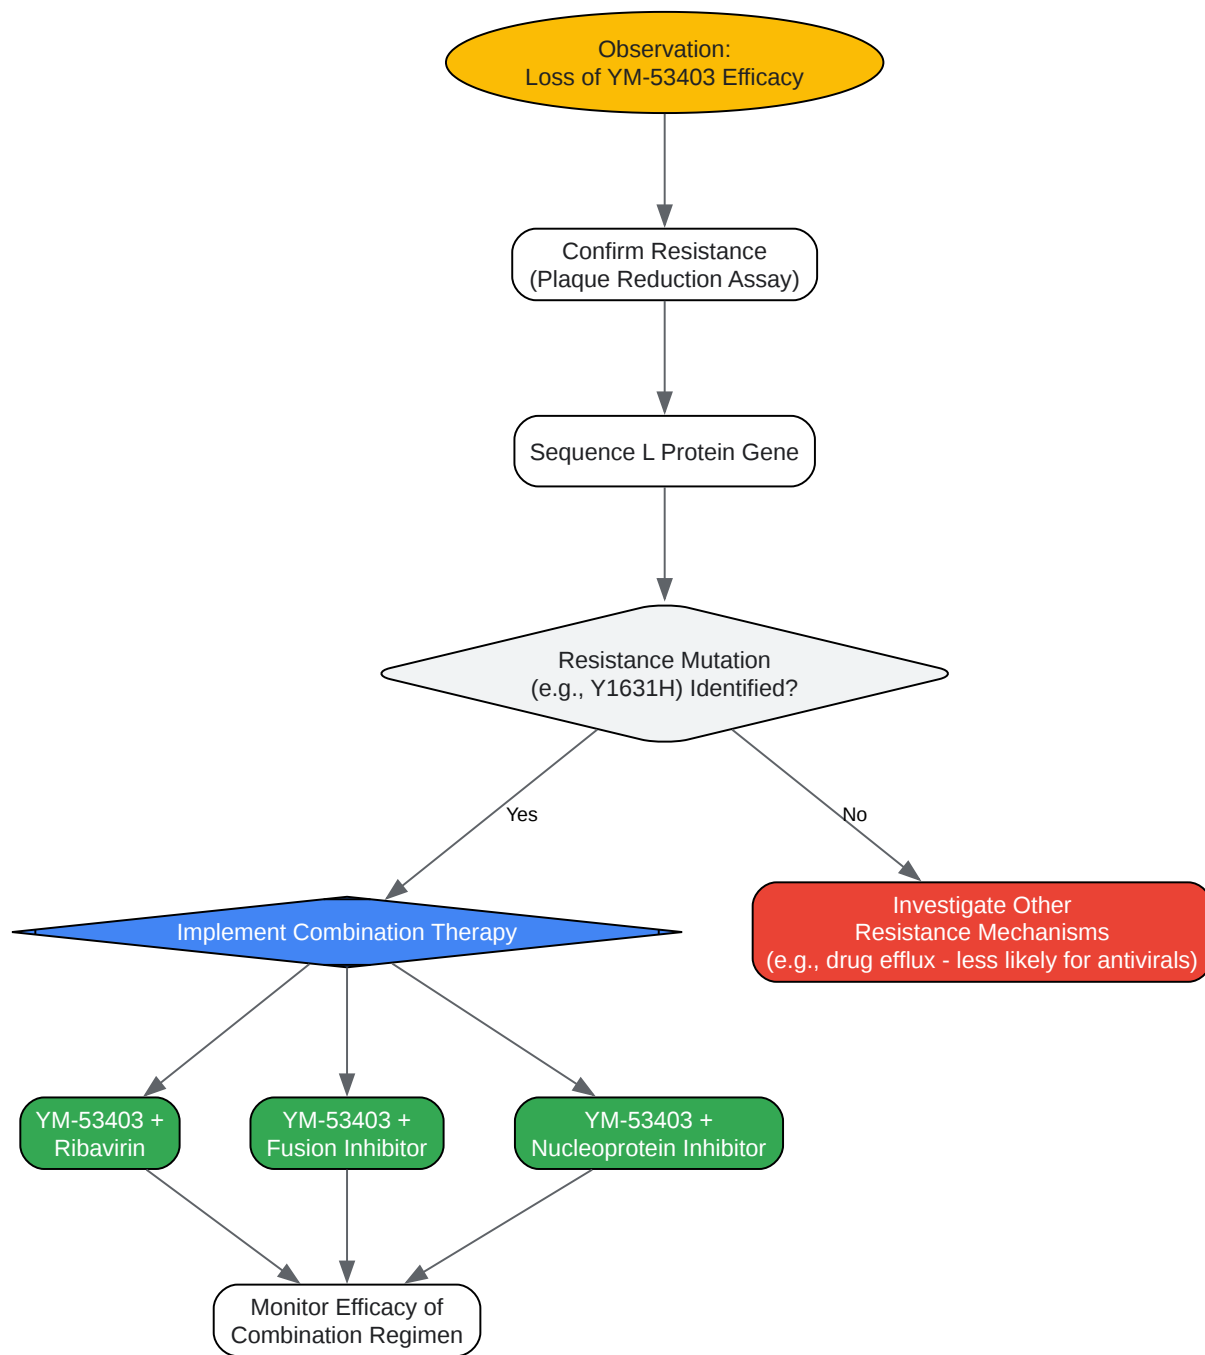 Observation:
Loss of YM-53403 Efficacy
Confirm Resistance
(Plaque Reduction Assay)
Sequence L Protein Gene
Resistance Mutation
(e.g., Y1631H) Identified?
Yes
No
Implement Combination Therapy
Investigate Other
Resistance Mechanisms
(e.g., drug efflux - less likely for antivirals)
YM-53403 +
Ribavirin
YM-53403 +
Fusion Inhibitor
YM-53403 +
Nucleoprotein Inhibitor
Monitor Efficacy of
Combination Regimen